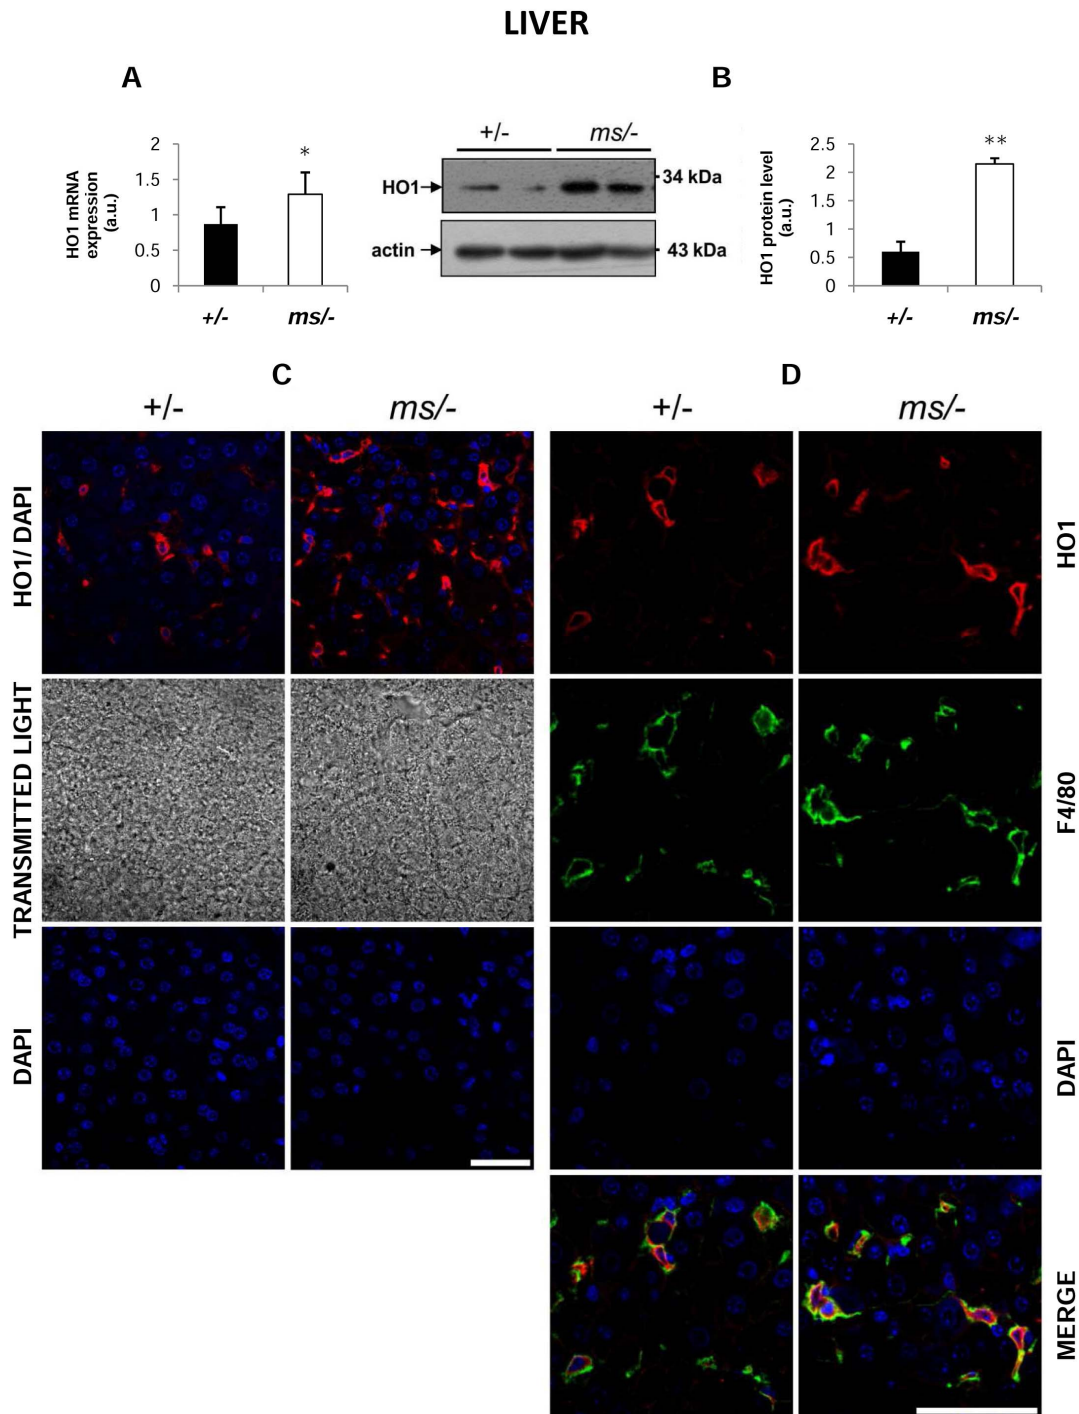 LIVER
A
B
HO1 mRNA
expression
(a.u.)
2
1.5
1
0.5
0
*
+/-
ms/-
+/-
ms/-
HO1
34 kDa
actin
43 kDa
HO1 protein level
(a.u.)
2.5
2
1.5
1
0.5
0
**
+/-
ms/-
C
D
+/-
ms/-
+/-
ms/-
HO1/ DAPI
TRANSMITTED LIGHT
DAPI
HO1
F4/80
DAPI
MERGE